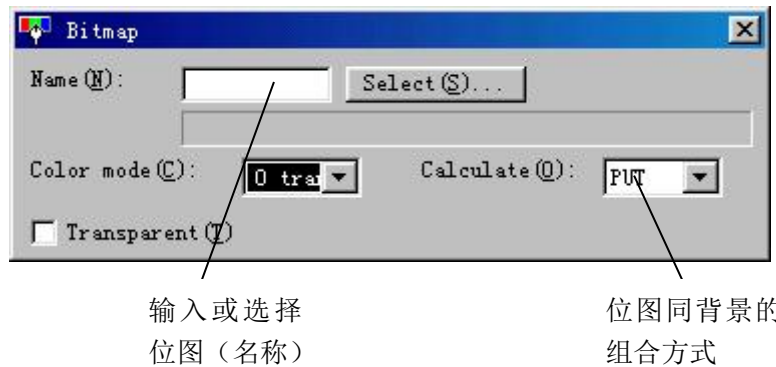 Bitmap
Name(N): Select(S)...
Color mode(C): 0 tra Calculate(O): PUT
Transparent(T)
输入或选择 位图同背景的
位图（名称） 组合方式